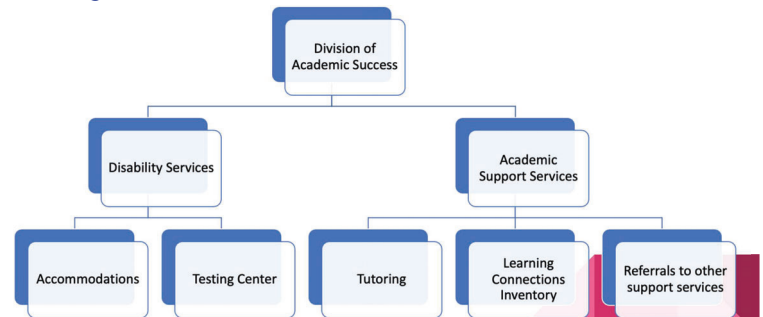 Division of
Academic Success
Disability Services
Academic
Support Services
Accommodations
Testing Center
Tutoring
Learning
Connections
Inventory
Referrals to other
support services